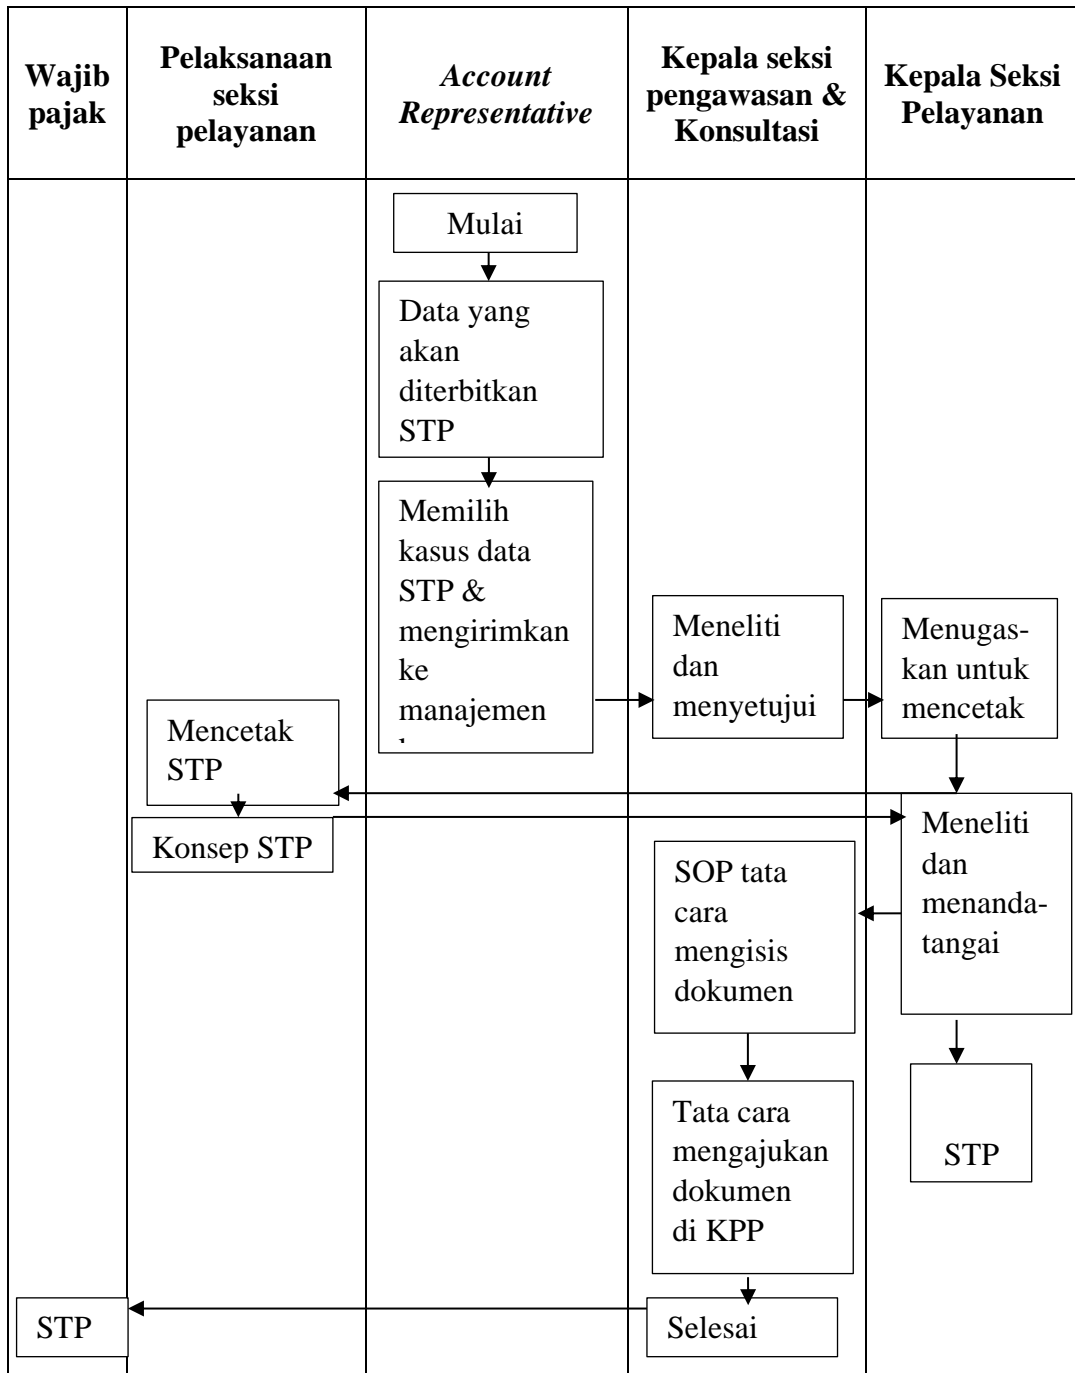 Wajib
pajak
Pelaksanaan
seksi
pelayanan
Account
Representative
Kepala seksi
pengawasan &
Konsultasi
Kepala Seksi
Pelayanan
Mulai
Data yang
akan
diterbitkan
STP
Memilih
kasus data
STP &
mengirimkan
ke
manajemen
Meneliti
dan
menyetujui
Menugas-
kan untuk
mencetak
Mencetak
STP
Konsep STP
Meneliti
dan
menanda-
tangai
SOP tata
cara
mengisis
dokumen
Tata cara
mengajukan
dokumen
di KPP
STP
Selesai
STP